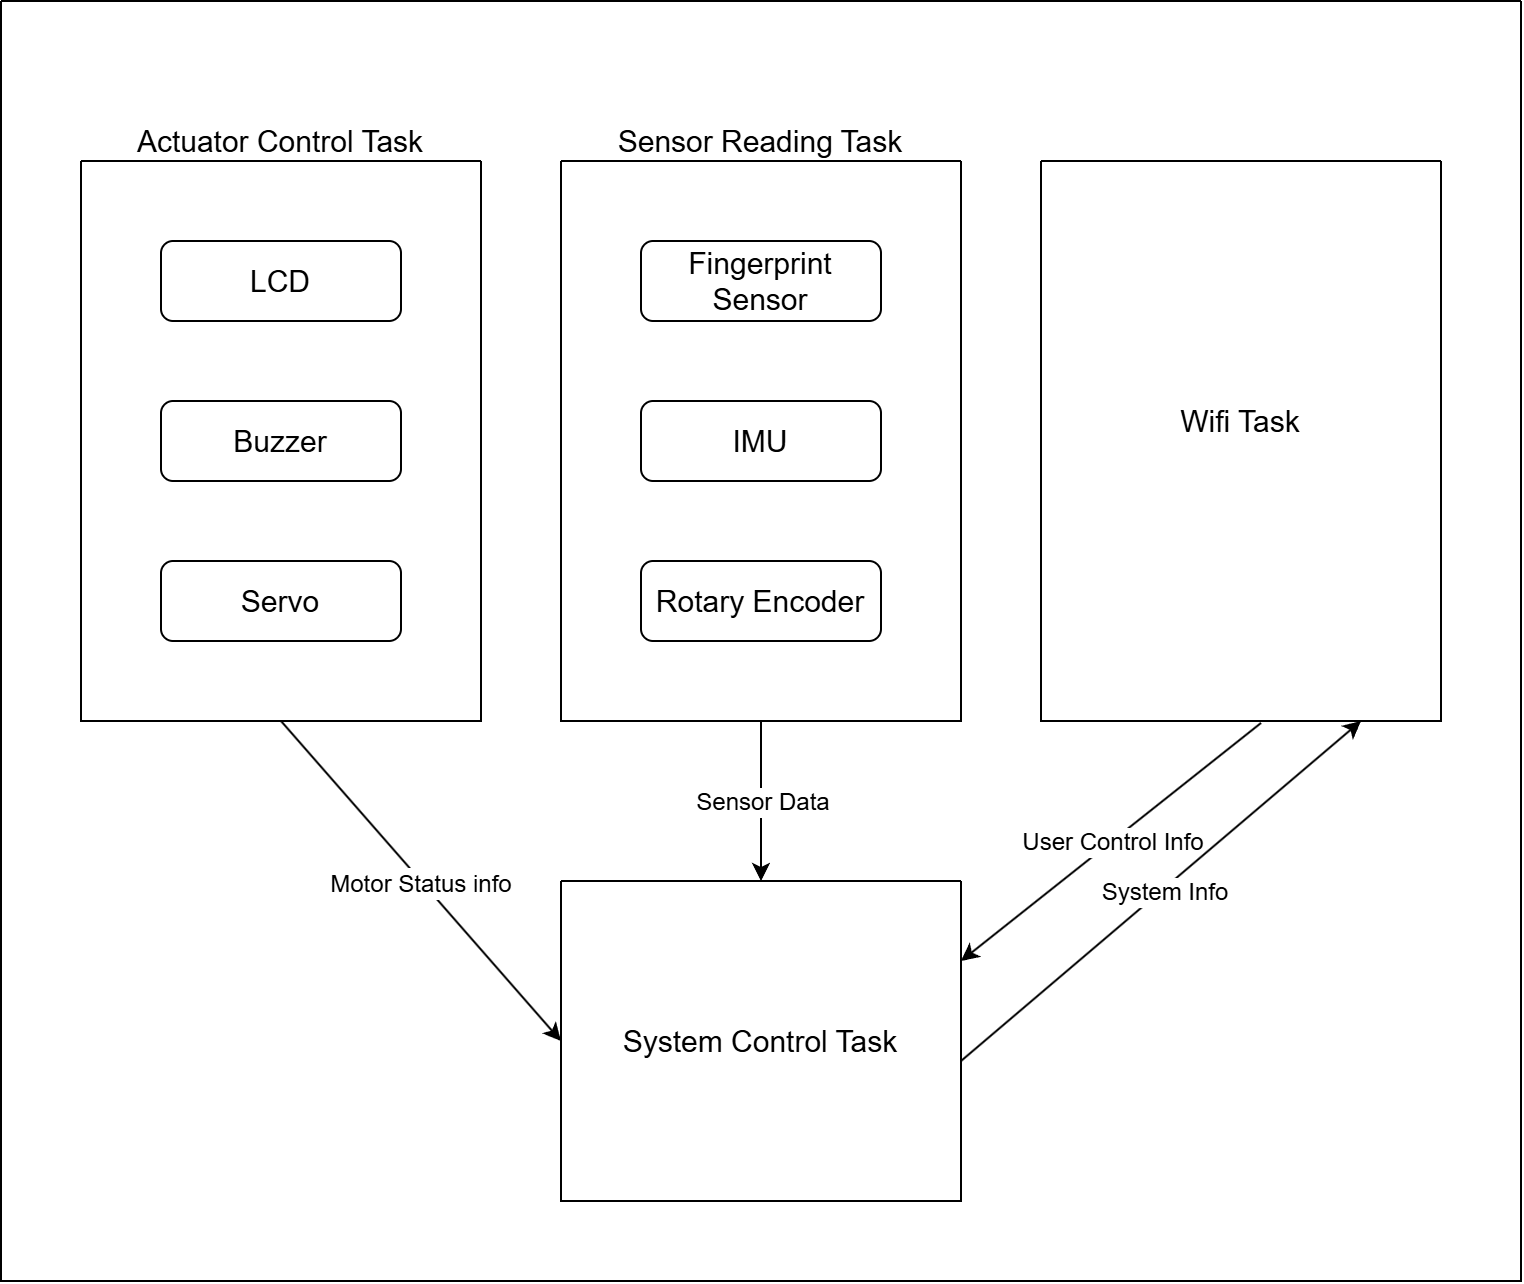 Actuator Control Task
Sensor Reading Task
LCD
Fingerprint
Sensor
Buzzer
IMU
Wifi Task
Servo
Rotary Encoder
Sensor Data
User Control Info
Motor Status info
System Info
System Control Task